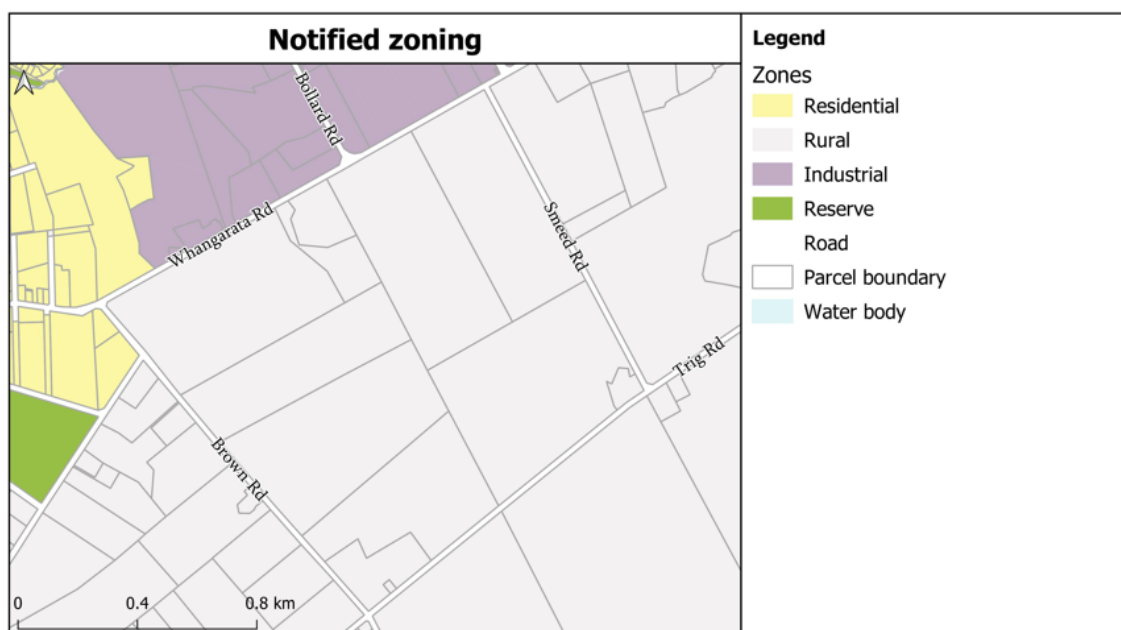 Notified zoning
Legend
Zones
Residential
Rural
Industrial
Reserve
Road
Parcel boundary
Water body
Bollard Rd
Whangarata Rd
Smeed Rd
Trig Rd
Brown Rd
0 0.4 0.8 km